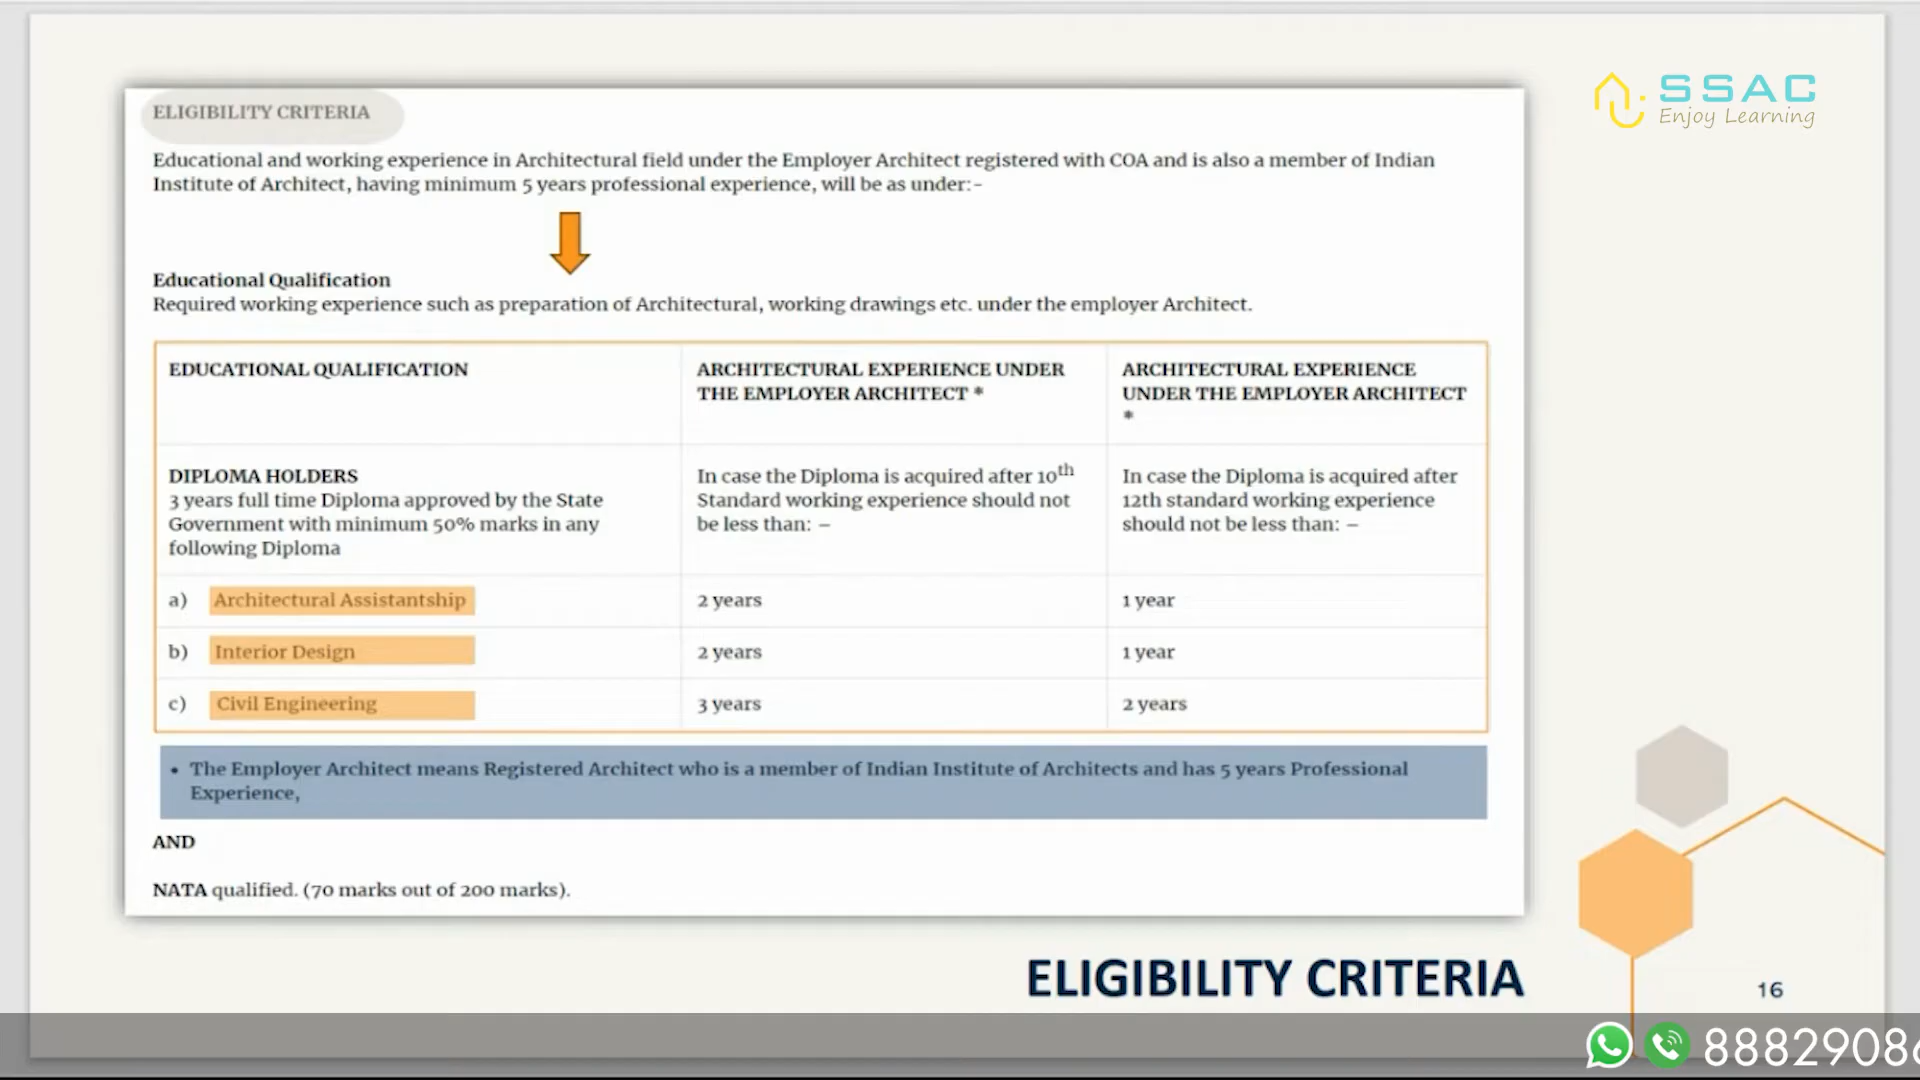 SSAC
Enjoy Learning
ELIGIBILITY CRITERIA
Educational and working experience in Architectural field under the Employer Architect registered with COA and is also a member of Indian
Institute of Architect, having minimum 5 years professional experience, will be as under:-
Educational Qualification
Required working experience such as preparation of Architectural, working drawings etc. under the employer Architect.
EDUCATIONAL QUALIFICATION
ARCHITECTURAL EXPERIENCE UNDER
THE EMPLOYER ARCHITECT *
ARCHITECTURAL EXPERIENCE
UNDER THE EMPLOYER ARCHITECT
*
DIPLOMA HOLDERS
3 years full time Diploma approved by the State
Government with minimum 50% marks in any
following Diploma
In case the Diploma is acquired after 10th
Standard working experience should not
be less than: –
In case the Diploma is acquired after
12th standard working experience
should not be less than: –
a) Architectural Assistantship
2 years
1 year
b) Interior Design
2 years
1 year
c) Civil Engineering
3 years
2 years
• The Employer Architect means Registered Architect who is a member of Indian Institute of Architects and has 5 years Professional
Experience,
AND
NATA qualified. (70 marks out of 200 marks).
ELIGIBILITY CRITERIA
16
8882908